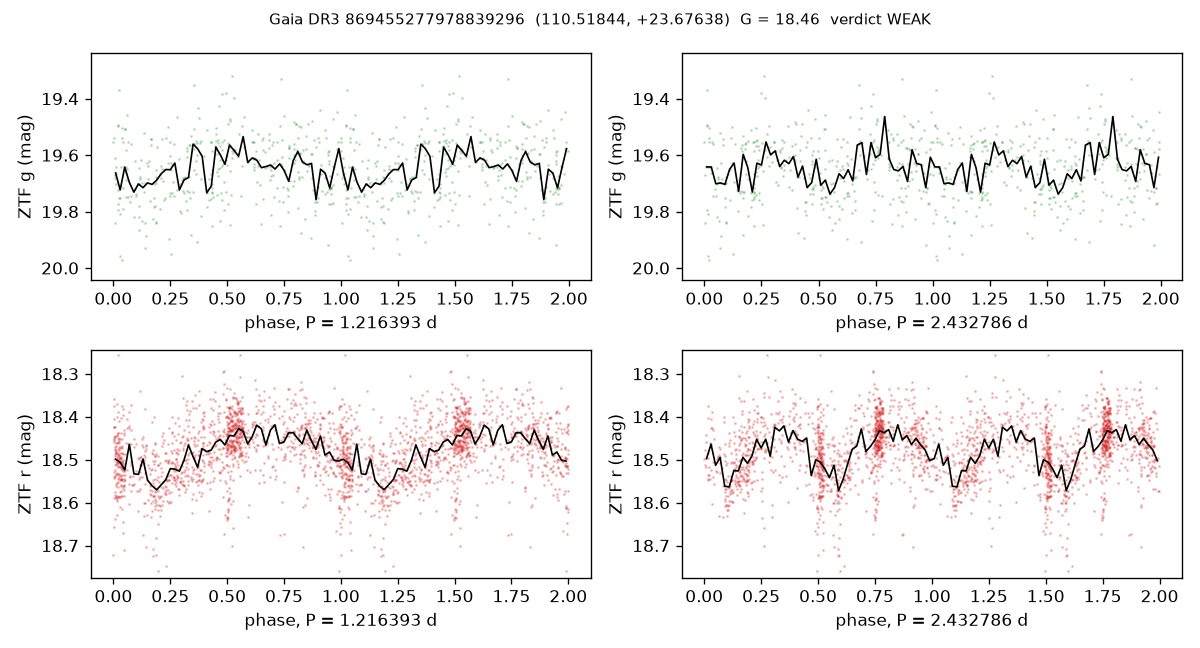 Gaia DR3 869455277978839296 (110.51844, +23.67638) G = 18.46 verdict WEAK
ZTF g (mag)
19.4
19.6
19.8
20.0
0.00 0.25 0.50 0.75 1.00 1.25 1.50 1.75 2.00
phase, P = 1.216393 d
ZTF g (mag)
19.4
19.6
19.8
20.0
0.00 0.25 0.50 0.75 1.00 1.25 1.50 1.75 2.00
phase, P = 2.432786 d
ZTF r (mag)
18.3
18.4
18.5
18.6
18.7
0.00 0.25 0.50 0.75 1.00 1.25 1.50 1.75 2.00
phase, P = 1.216393 d
ZTF r (mag)
18.3
18.4
18.5
18.6
18.7
0.00 0.25 0.50 0.75 1.00 1.25 1.50 1.75 2.00
phase, P = 2.432786 d